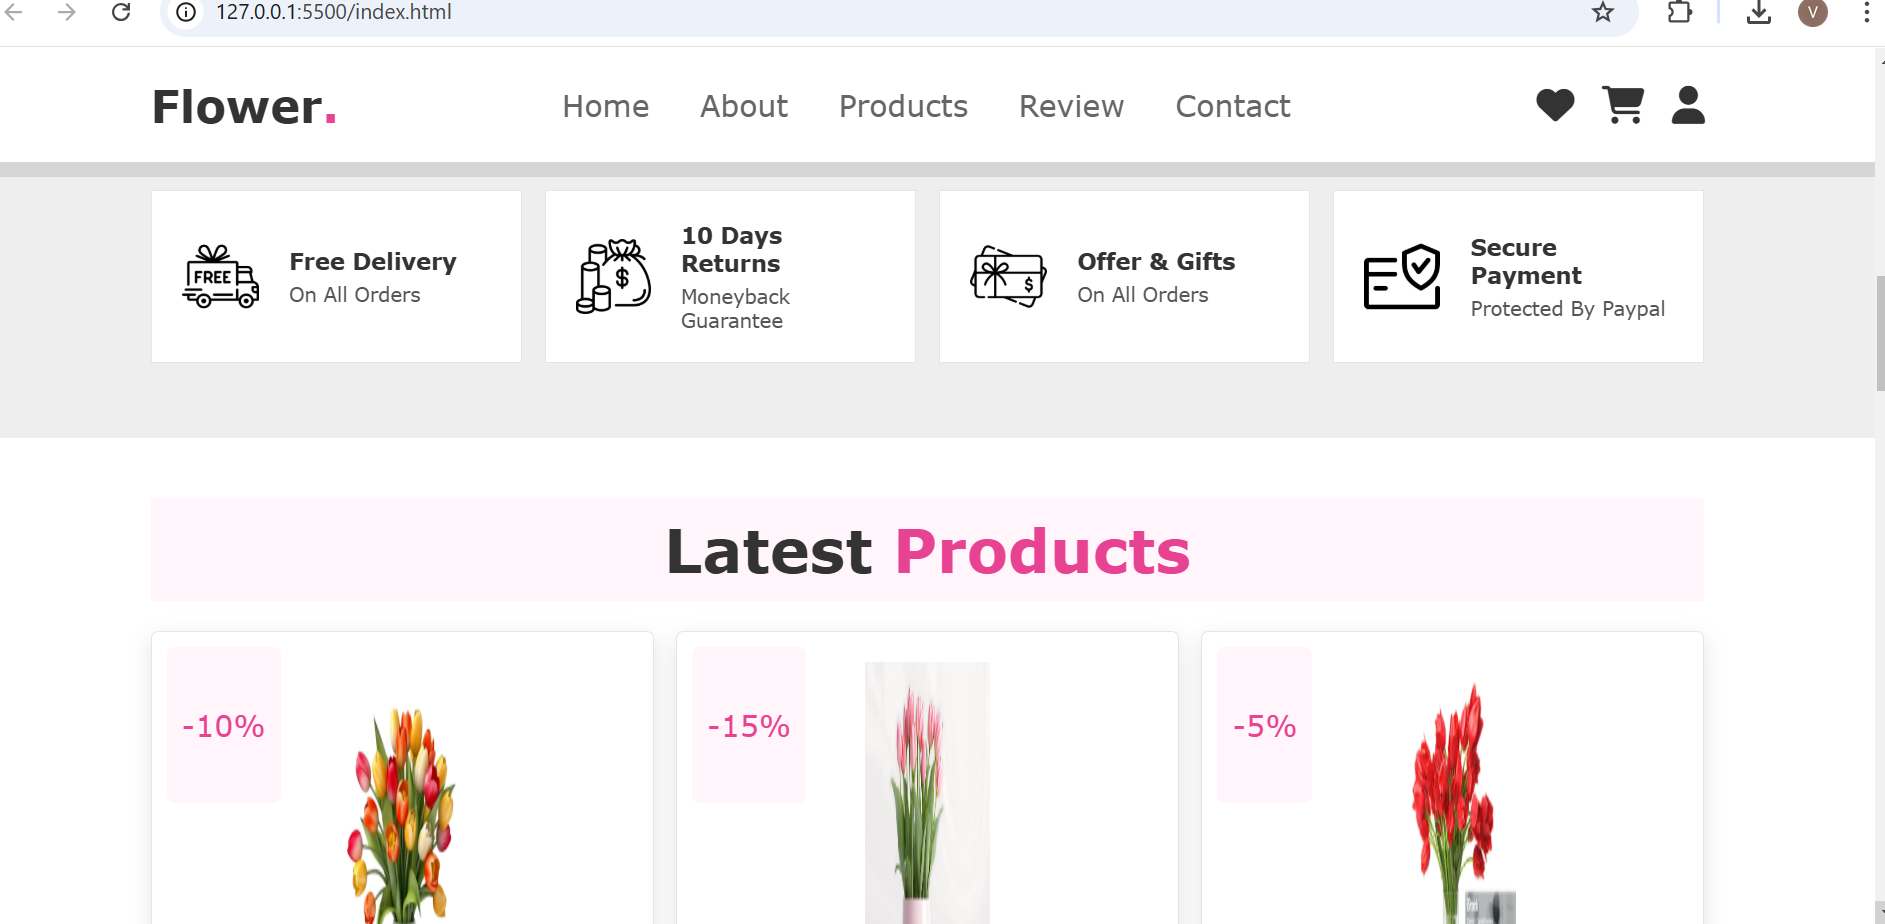 127.0.0.1:5500/index.html
V
Flower.
Home About Products Review Contact
FREE
Free Delivery
On All Orders
$
10 Days
Returns
Moneyback
Guarantee
$
Offer & Gifts
On All Orders
Secure
Payment
Protected By Paypal
Latest Products
-10%
-15%
-5%